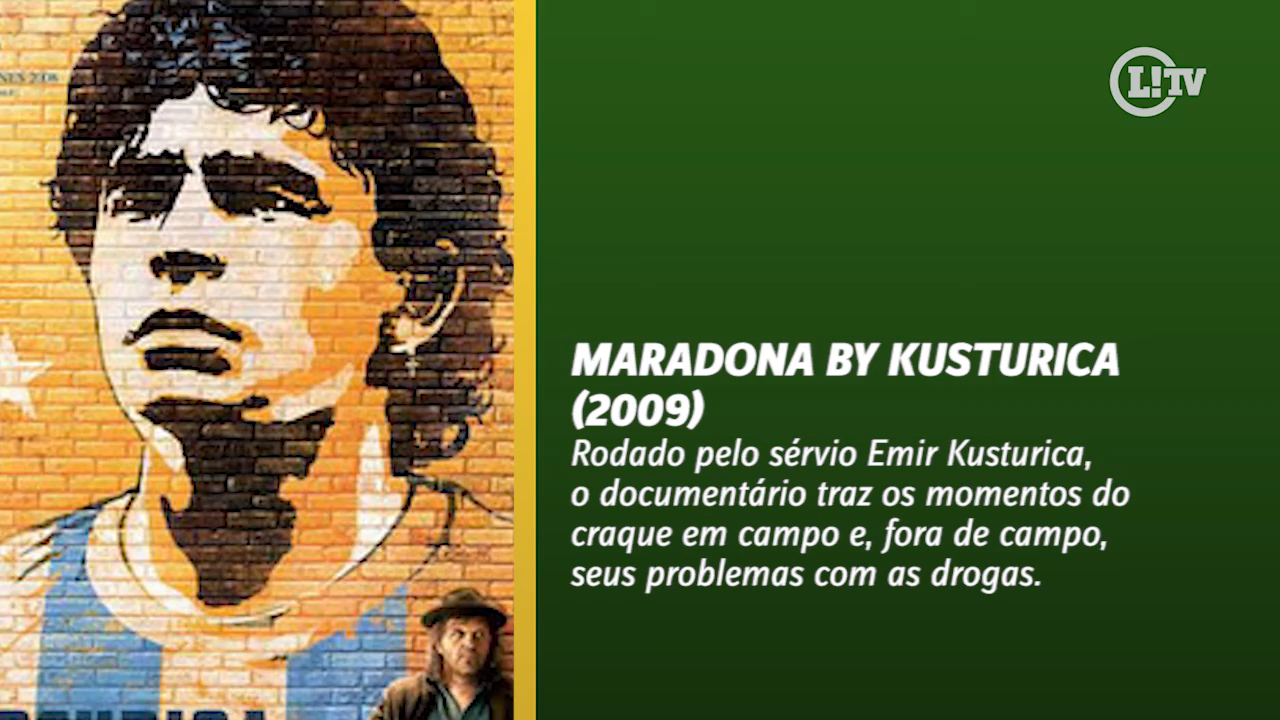 L!TV
MARADONA BY KUSTURICA
(2009)
Rodado pelo sérvio Emir Kusturica,
o documentário traz os momentos do
craque em campo e, fora de campo,
seus problemas com as drogas.